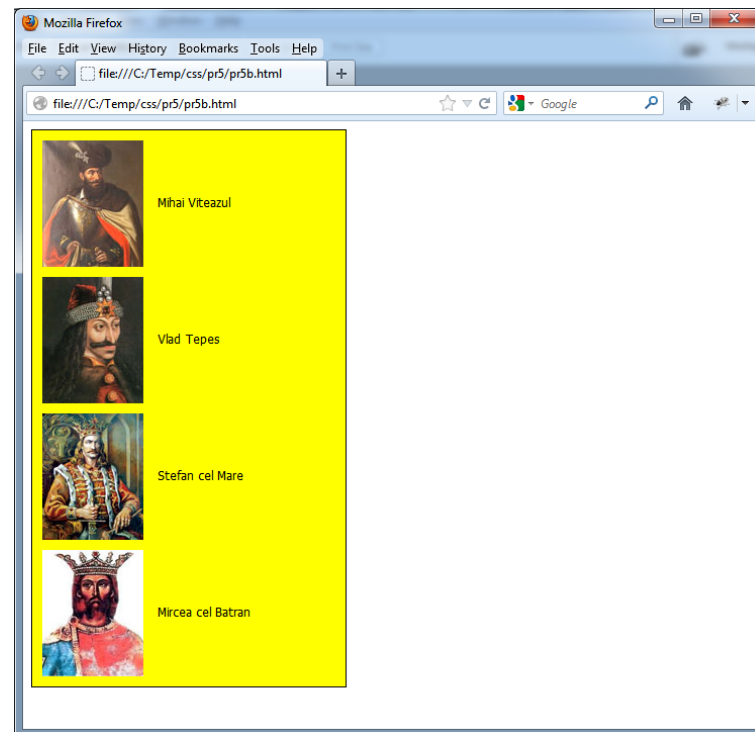 Mozilla Firefox
File Edit View History Bookmarks Tools Help
file:///C:/Temp/css/pr5/pr5b.html +
file:///C:/Temp/css/pr5/pr5b.html Google
Mihai Viteazul
Vlad Tepes
Stefan cel Mare
Mircea cel Batran